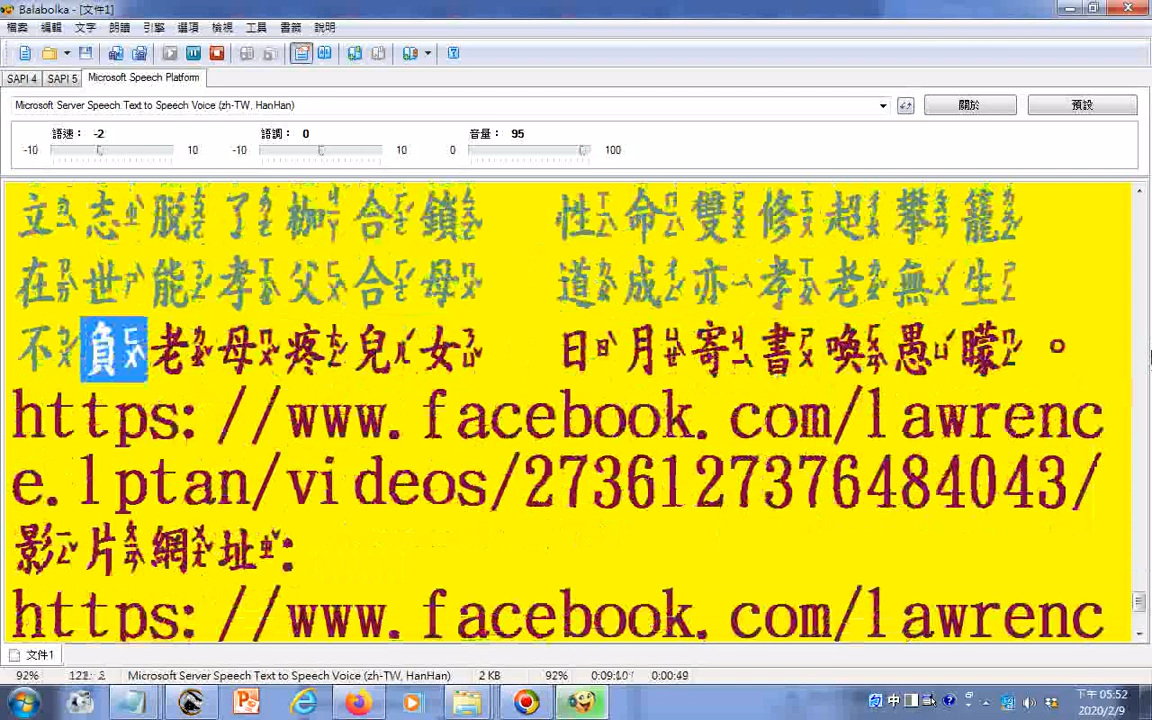 Balabolka - [文件1]
檔案 編輯 文字 朗讀 引擎 選項 檢視 工具 書籤 說明
SAPI 4 SAPI 5 Microsoft Speech Platform
Microsoft Server Speech Text to Speech Voice (zh-TW, HanHan) 關於 預設
語速： -2 語調： 0 音量： 95
-10 10 -10 10 0 100
立志脫了枷合鎖 性命雙修超攀籠
在世能孝父合母 道成亦孝老無生
不負老母疼兒女 日月寄書喚愚矇。
https://www.facebook.com/lawrenc
e.lptan/videos/2736127376484043/
影片網址:
https://www.facebook.com/lawrenc
文件1
92% Microsoft Server Speech Text to Speech Voice (zh-TW, HanHan) 2 KB 92% 0:00:49
中 下午 05:52
2020/2/9